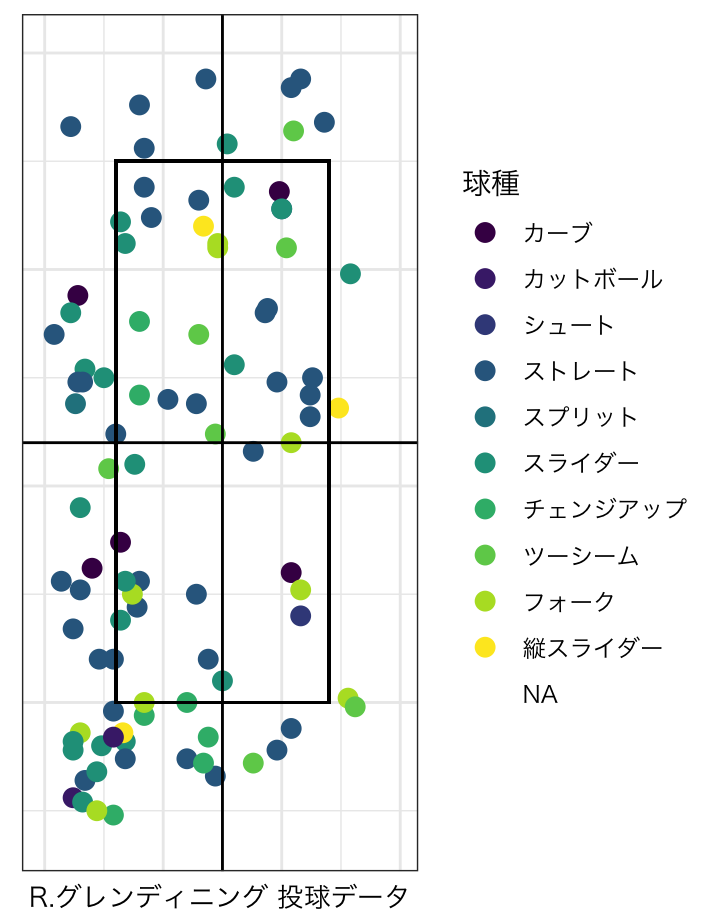 球種
カーブ
カットボール
シュート
ストレート
スプリット
スライダー
チェンジアップ
ツーシーム
フォーク
縦スライダー
NA
R.グレンディニング 投球データ